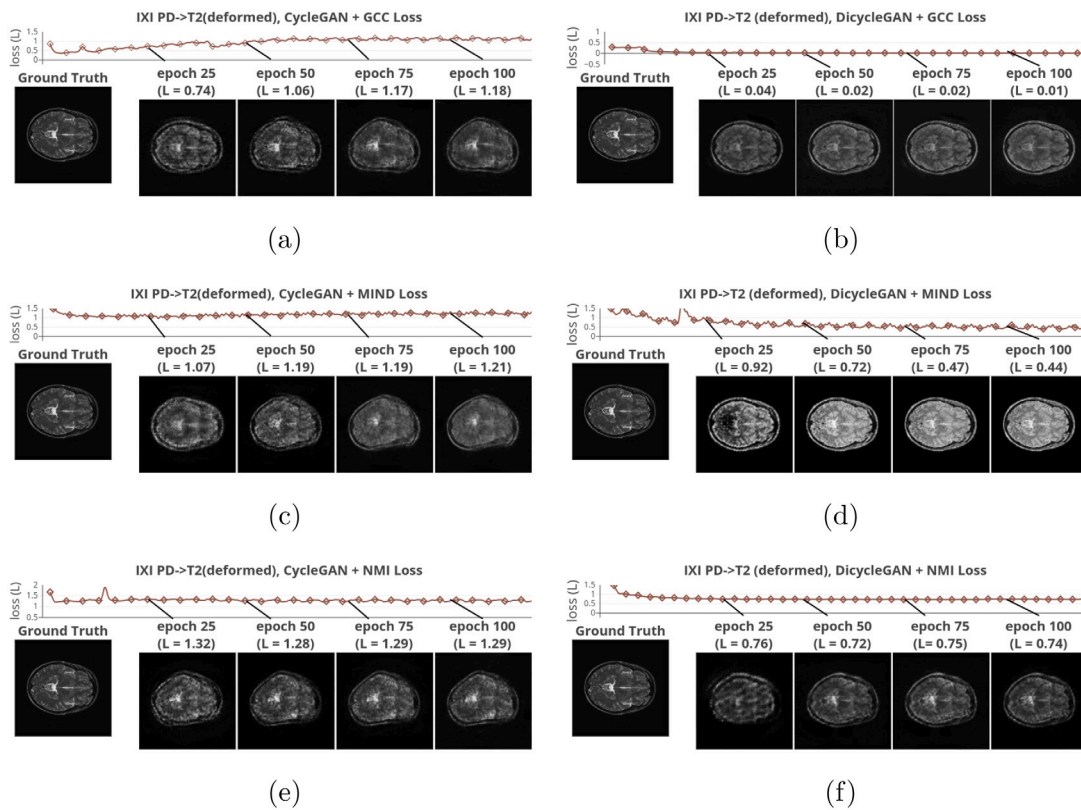 IXI PD->T2(deformed), CycleGAN + GCC Loss
loss (L)
1.5
1
0.5
0
Ground Truth
epoch 25 epoch 50 epoch 75 epoch 100
(L = 0.74) (L = 1.06) (L = 1.17) (L = 1.18)
(a)
IXI PD->T2 (deformed), DicycleGAN + GCC Loss
loss (L)
1
0.5
0
−0.5
Ground Truth
epoch 25 epoch 50 epoch 75 epoch 100
(L = 0.04) (L = 0.02) (L = 0.02) (L = 0.01)
(b)
IXI PD->T2(deformed), CycleGAN + MIND Loss
loss (L)
1.5
1
0.5
0
Ground Truth
epoch 25 epoch 50 epoch 75 epoch 100
(L = 1.07) (L = 1.19) (L = 1.19) (L = 1.21)
(c)
IXI PD->T2 (deformed), DicycleGAN + MIND Loss
loss (L)
1.5
1
0.5
0
Ground Truth
epoch 25 epoch 50 epoch 75 epoch 100
(L = 0.92) (L = 0.72) (L = 0.47) (L = 0.44)
(d)
IXI PD->T2(deformed), CycleGAN + NMI Loss
loss (L)
2
1.5
1
0.5
Ground Truth
epoch 25 epoch 50 epoch 75 epoch 100
(L = 1.32) (L = 1.28) (L = 1.29) (L = 1.29)
(e)
IXI PD->T2 (deformed), DicycleGAN + NMI Loss
loss (L)
1.5
1
0.5
0
Ground Truth
epoch 25 epoch 50 epoch 75 epoch 100
(L = 0.76) (L = 0.72) (L = 0.75) (L = 0.74)
(f)